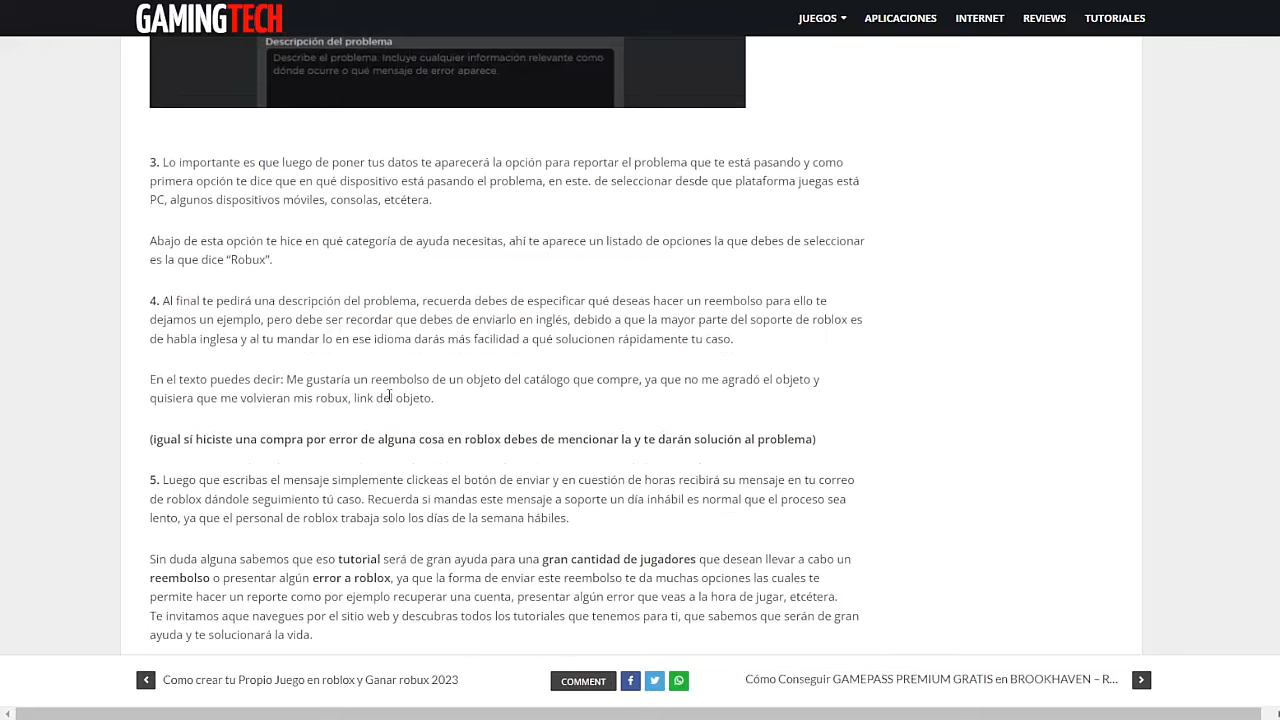 GAMINGTECH
JUEGOS APLICACIONES INTERNET REVIEWS TUTORIALES
Descripción del problema
Describe el problema. Incluye cualquier información relevante como
dónde ocurre o qué mensaje de error aparece.
3. Lo importante es que luego de poner tus datos te aparecerá la opción para reportar el problema que te está pasando y como
primera opción te dice que en qué dispositivo está pasando el problema, en este. de seleccionar desde que plataforma juegas está
PC, algunos dispositivos móviles, consolas, etcétera.
Abajo de esta opción te hice en qué categoría de ayuda necesitas, ahí te aparece un listado de opciones la que debes de seleccionar
es la que dice “Robux”.
4. Al final te pedirá una descripción del problema, recuerda debes de especificar qué deseas hacer un reembolso para ello te
dejamos un ejemplo, pero debe ser recordar que debes de enviarlo en inglés, debido a que la mayor parte del soporte de roblox es
de habla inglesa y al tu mandar lo en ese idioma darás más facilidad a qué solucionen rápidamente tu caso.
En el texto puedes decir: Me gustaría un reembolso de un objeto del catálogo que compre, ya que no me agradó el objeto y
quisiera que me volvieran mis robux, link del objeto.
(igual sí hiciste una compra por error de alguna cosa en roblox debes de mencionar la y te darán solución al problema)
5. Luego que escribas el mensaje simplemente clickeas el botón de enviar y en cuestión de horas recibirá su mensaje en tu correo
de roblox dándole seguimiento tú caso. Recuerda si mandas este mensaje a soporte un día inhábil es normal que el proceso sea
lento, ya que el personal de roblox trabaja solo los días de la semana hábiles.
Sin duda alguna sabemos que eso tutorial será de gran ayuda para una gran cantidad de jugadores que desean llevar a cabo un
reembolso o presentar algún error a roblox, ya que la forma de enviar este reembolso te da muchas opciones las cuales te
permite hacer un reporte como por ejemplo recuperar una cuenta, presentar algún error que veas a la hora de jugar, etcétera.
Te invitamos aque navegues por el sitio web y descubras todos los tutoriales que tenemos para ti, que sabemos que serán de gran
ayuda y te solucionará la vida.
Como crear tu Propio Juego en roblox y Ganar robux 2023
COMMENT
Cómo Conseguir GAMEPASS PREMIUM GRATIS en BROOKHAVEN – R...